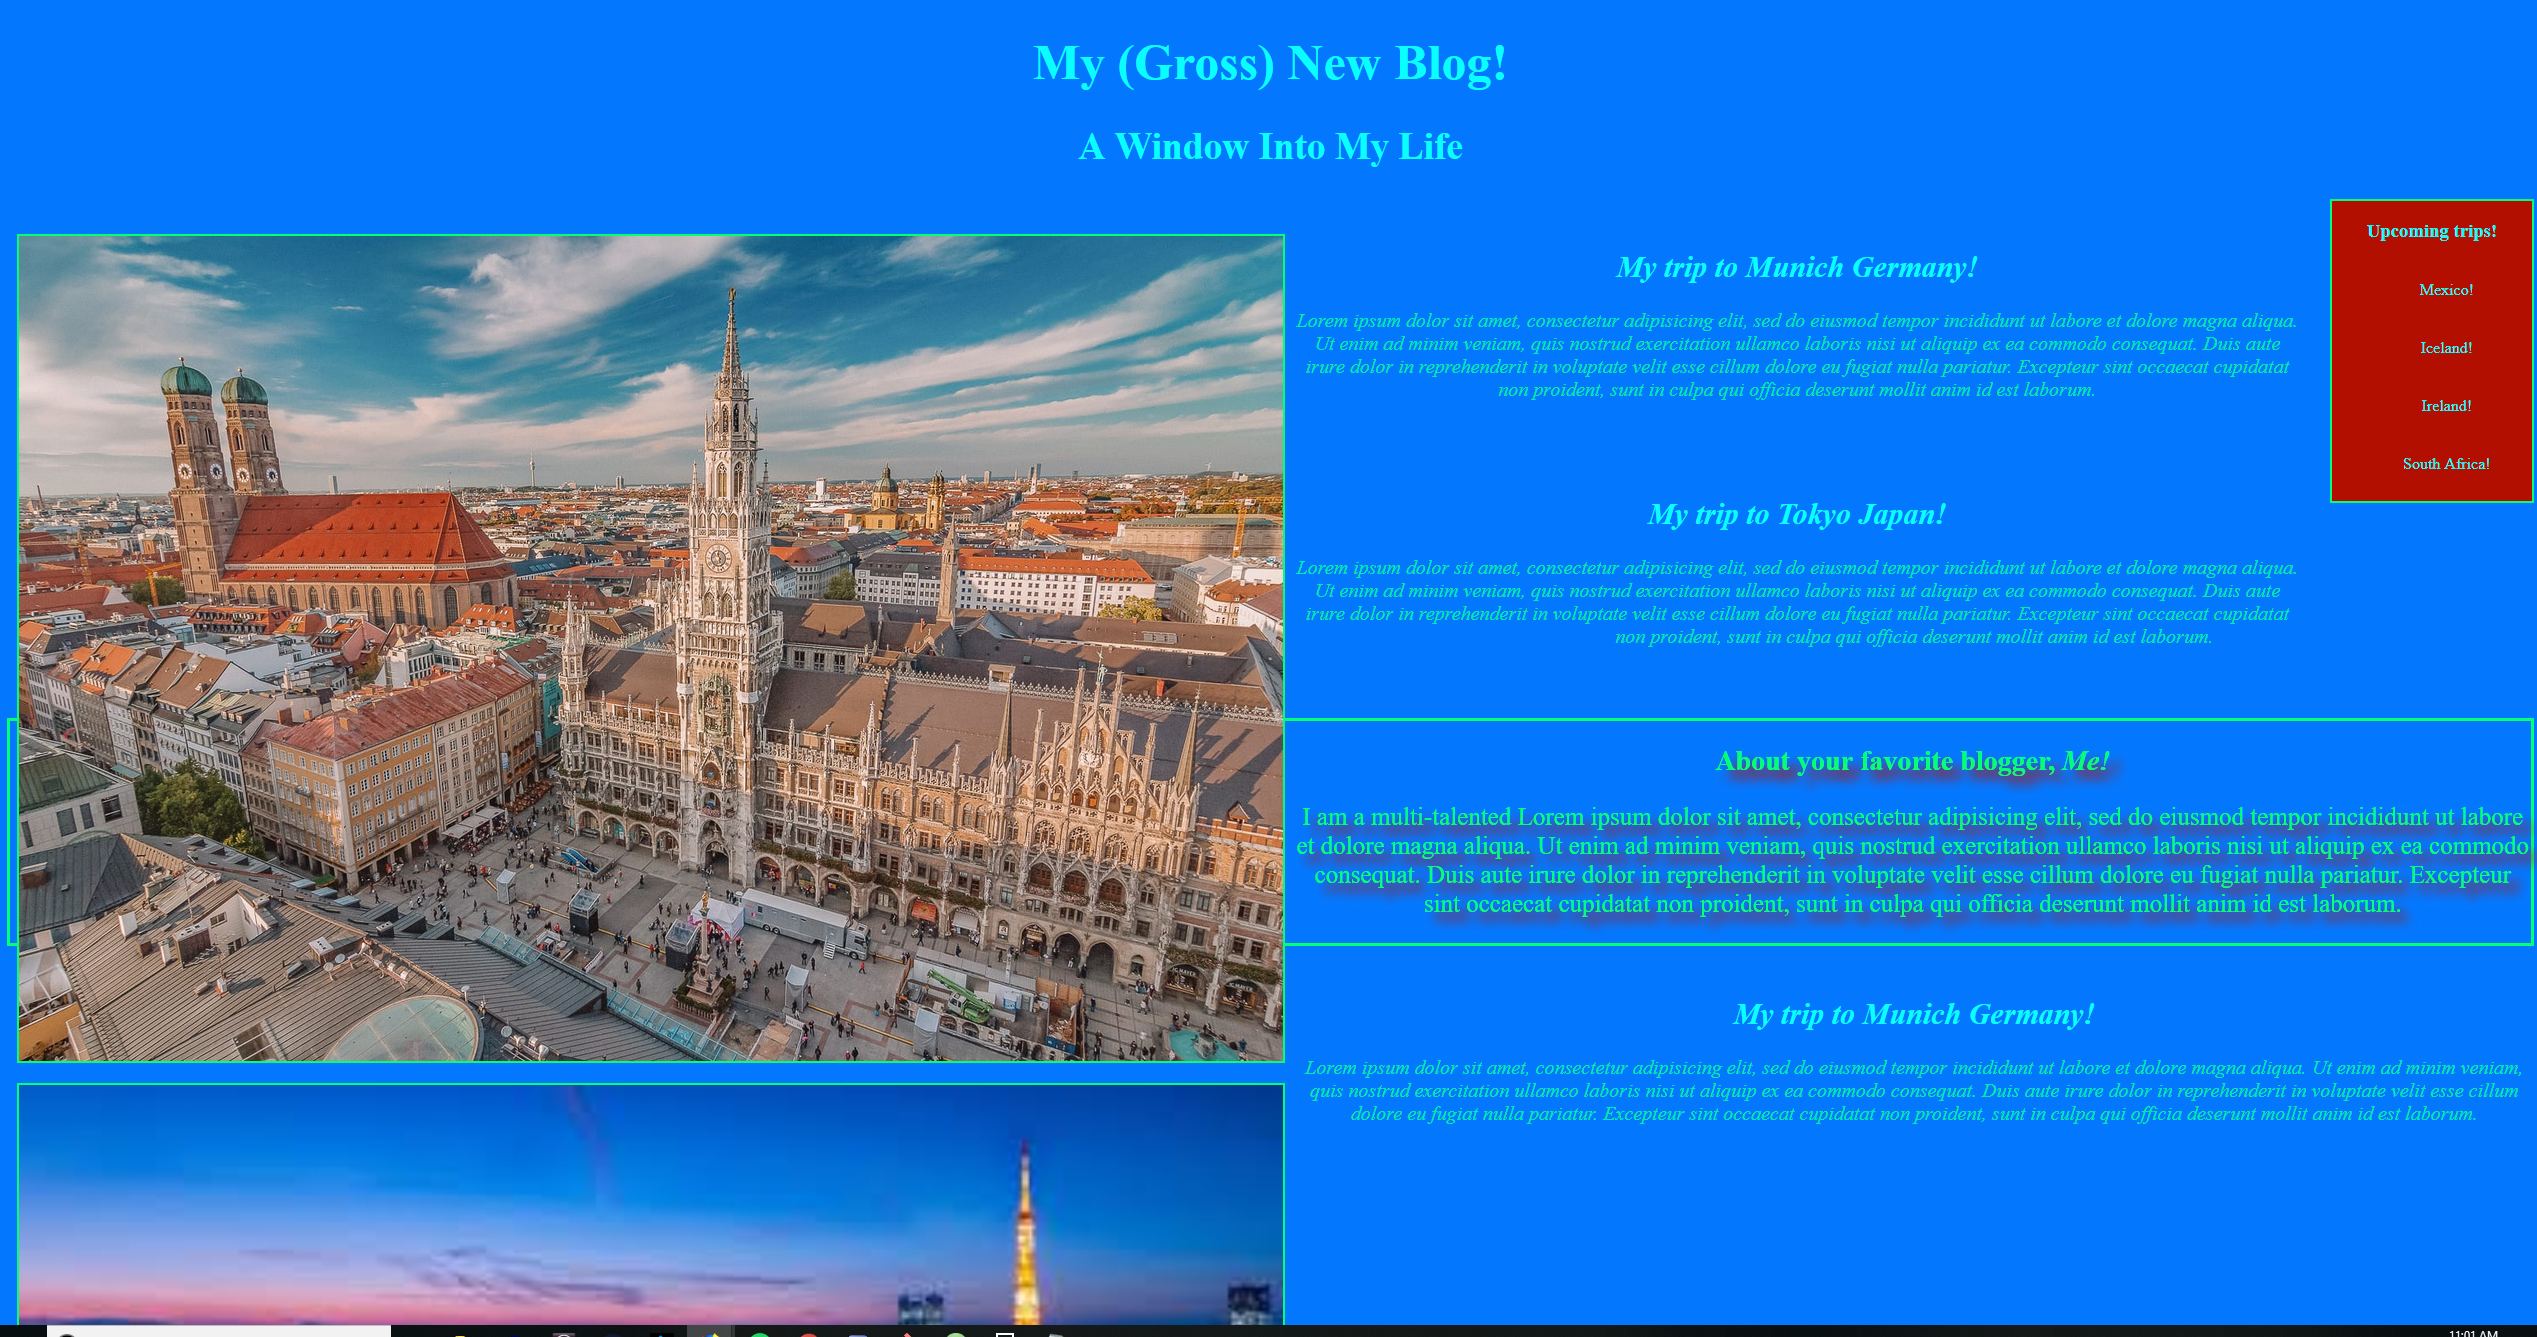 My (Gross) New Blog!
A Window Into My Life
Upcoming trips!
Mexico!
Iceland!
Ireland!
South Africa!
My trip to Munich Germany!
Lorem ipsum dolor sit amet, consectetur adipisicing elit, sed do eiusmod tempor incididunt ut labore et dolore magna aliqua.
Ut enim ad minim veniam, quis nostrud exercitation ullamco laboris nisi ut aliquip ex ea commodo consequat. Duis aute
irure dolor in reprehenderit in voluptate velit esse cillum dolore eu fugiat nulla pariatur. Excepteur sint occaecat cupidatat
non proident, sunt in culpa qui officia deserunt mollit anim id est laborum.
My trip to Tokyo Japan!
Lorem ipsum dolor sit amet, consectetur adipisicing elit, sed do eiusmod tempor incididunt ut labore et dolore magna aliqua.
Ut enim ad minim veniam, quis nostrud exercitation ullamco laboris nisi ut aliquip ex ea commodo consequat. Duis aute
irure dolor in reprehenderit in voluptate velit esse cillum dolore eu fugiat nulla pariatur. Excepteur sint occaecat cupidatat
non proident, sunt in culpa qui officia deserunt mollit anim id est laborum.
About your favorite blogger, Me!
I am a multi-talented Lorem ipsum dolor sit amet, consectetur adipisicing elit, sed do eiusmod tempor incididunt ut labore
et dolore magna aliqua. Ut enim ad minim veniam, quis nostrud exercitation ullamco laboris nisi ut aliquip ex ea commodo
consequat. Duis aute irure dolor in reprehenderit in voluptate velit esse cillum dolore eu fugiat nulla pariatur. Excepteur
sint occaecat cupidatat non proident, sunt in culpa qui officia deserunt mollit anim id est laborum.
My trip to Munich Germany!
Lorem ipsum dolor sit amet, consectetur adipisicing elit, sed do eiusmod tempor incididunt ut labore et dolore magna aliqua. Ut enim ad minim veniam,
quis nostrud exercitation ullamco laboris nisi ut aliquip ex ea commodo consequat. Duis aute irure dolor in reprehenderit in voluptate velit esse cillum
dolore eu fugiat nulla pariatur. Excepteur sint occaecat cupidatat non proident, sunt in culpa qui officia deserunt mollit anim id est laborum.
11:01 AM